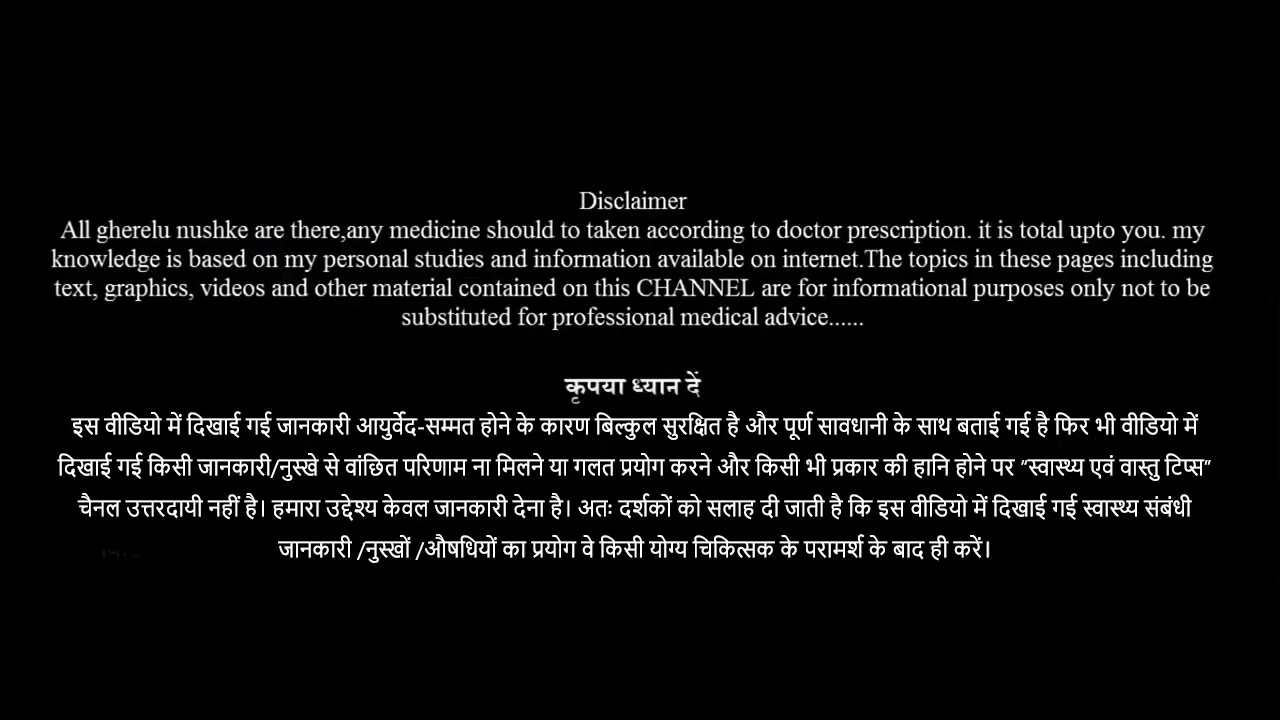 Disclaimer
All gherelu nushke are there,any medicine should to taken according to doctor prescription. it is total upto you. my
knowledge is based on my personal studies and information available on internet.The topics in these pages including
text, graphics, videos and other material contained on this CHANNEL are for informational purposes only not to be
substituted for professional medical advice......
कृपया ध्यान दें
इस वीडियो में दिखाई गई जानकारी आयुर्वेद-सम्मत होने के कारण बिल्कुल सुरक्षित है और पूर्ण सावधानी के साथ बताई गई है फिर भी वीडियो में
दिखाई गई किसी जानकारी/नुस्खे से वांछित परिणाम ना मिलने या गलत प्रयोग करने और किसी भी प्रकार की हानि होने पर “स्वास्थ्य एवं वास्तु टिप्स”
चैनल उत्तरदायी नहीं है। हमारा उद्देश्य केवल जानकारी देना है। अतः दर्शकों को सलाह दी जाती है कि इस वीडियो में दिखाई गई स्वास्थ्य संबंधी
जानकारी /नुस्खों /औषधियों का प्रयोग वे किसी योग्य चिकित्सक के परामर्श के बाद ही करें।